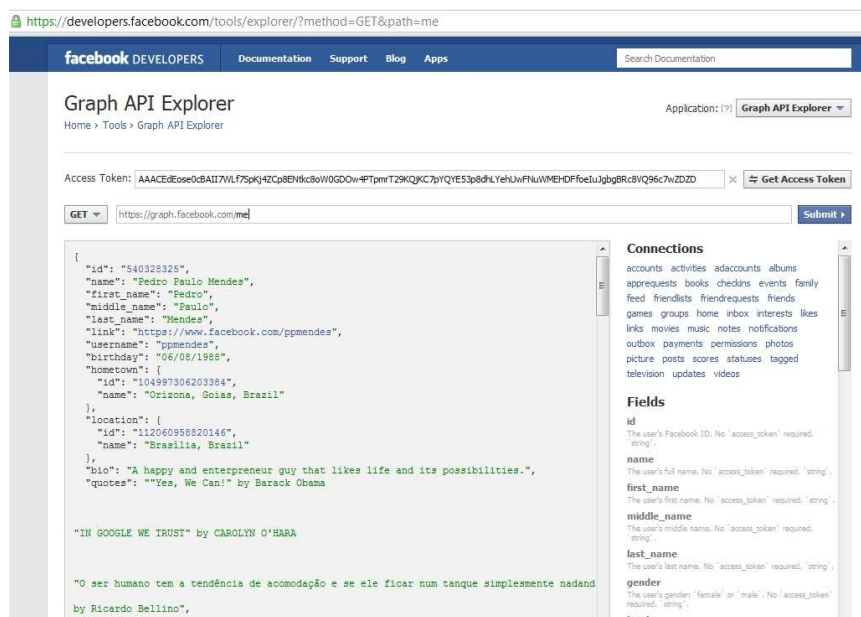 https://developers.facebook.com/tools/explorer/?method=GET&path=me
facebook DEVELOPERS Documentation Support Blog Apps Search Documentation
Graph API Explorer
Application: [?] Graph API Explorer
Home › Tools › Graph API Explorer
Access Token: AAACEdEose0cBAII7WLf7SpKj4ZCp8ENtkc8oW0GDOw4PTpmrT29KQjKC7pYQYE53p8dhLYehUwFNuWMEHDFfoeIuJgbgBRc8VQ96c7wZDZD Get Access Token
GET https://graph.facebook.com/me Submit
{
"id": "540328325",
"name": "Pedro Paulo Mendes",
"first_name": "Pedro",
"middle_name": "Paulo",
"last_name": "Mendes",
"link": "https://www.facebook.com/ppmendes",
"username": "ppmendes",
"birthday": "06/08/1988",
"hometown": {
"id": "104997306203384",
"name": "Orizona, Goias, Brazil"
},
"location": {
"id": "112060958820146",
"name": "Brasília, Brazil"
},
"bio": "A happy and enterpreneur guy that likes life and its possibilities.",
"quotes": ""Yes, We Can!" by Barack Obama
"IN GOOGLE WE TRUST" by CAROLYN O'HARA
"O ser humano tem a tendência de acomodação e se ele ficar num tanque simplesmente nadand
by Ricardo Bellino",
Connections
accounts activities adaccounts albums
apprequests books checkins events family
feed friendlists friendrequests friends
games groups home inbox interests likes
links movies music notes notifications
outbox payments permissions photos
picture posts scores statuses tagged
television updates videos
Fields
id
The user's Facebook ID. No `access_token` required.
`string`.
name
The user's full name. No `access_token` required. `string`.
first_name
The user's first name. No `access_token` required. `string`.
middle_name
The user's middle name. No `access_token` required.
`string`.
last_name
The user's last name. No `access_token` required. `string`.
gender
The user's gender: `female` or `male`. No `access_token`
required. `string`.